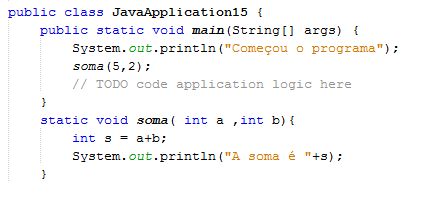 public class JavaApplication15 {
public static void main(String[] args) {
System.out.println("Começou o programa");
soma(5,2);
// TODO code application logic here
}
static void soma( int a ,int b){
int s = a+b;
System.out.println("A soma é "+s);
}